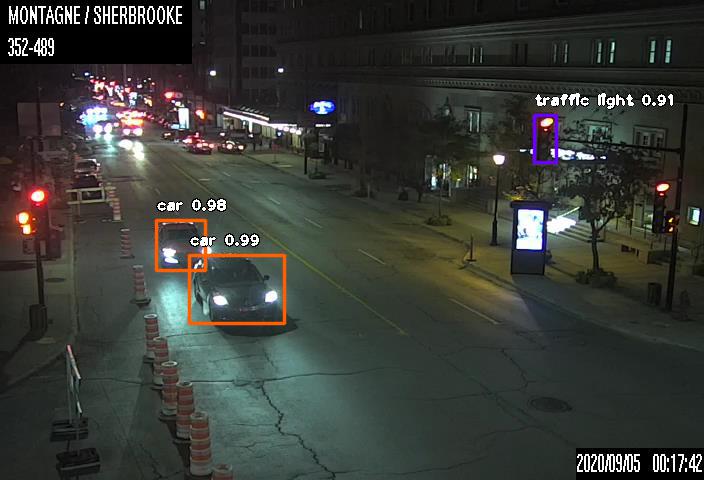 MONTAGNE / SHERBROOKE
352-489
traffic light 0.91
car 0.98
car 0.99
2020/09/05 00:17:42